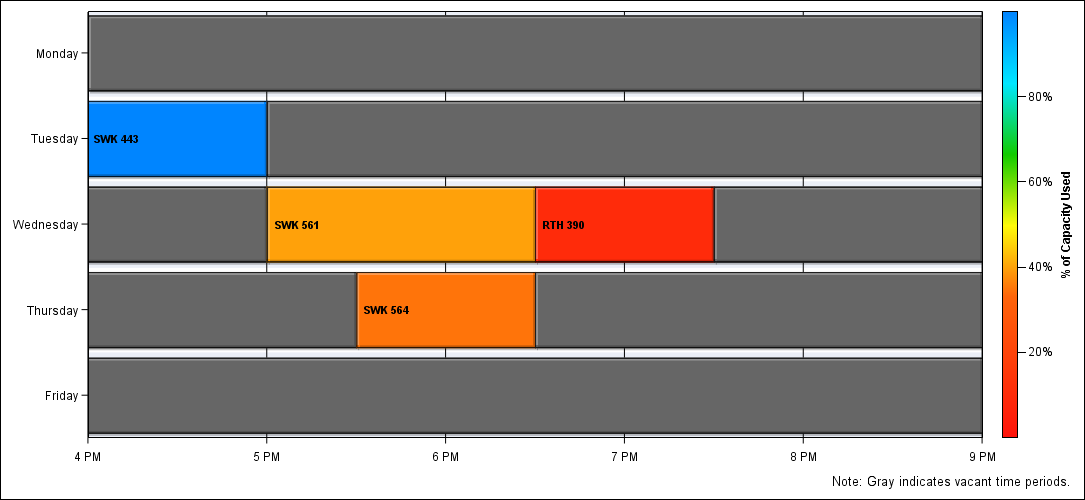 Monday
Tuesday
SWK 443
Wednesday
SWK 561
RTH 390
Thursday
SWK 564
Friday
4 PM
5 PM
6 PM
7 PM
8 PM
9 PM
80%
60%
40%
20%
% of Capacity Used
Note: Gray indicates vacant time periods.